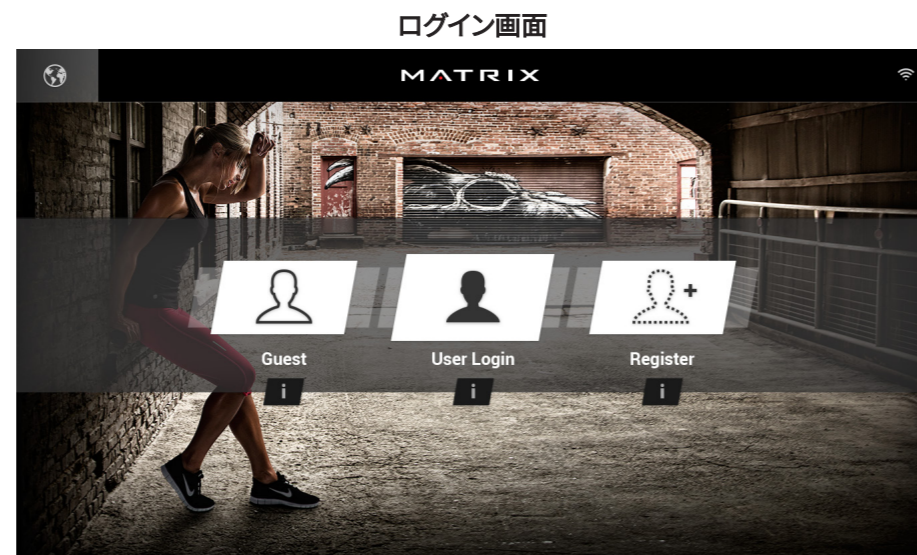 ログイン画面
MATRIX
Guest
User Login
Register
i
i
i